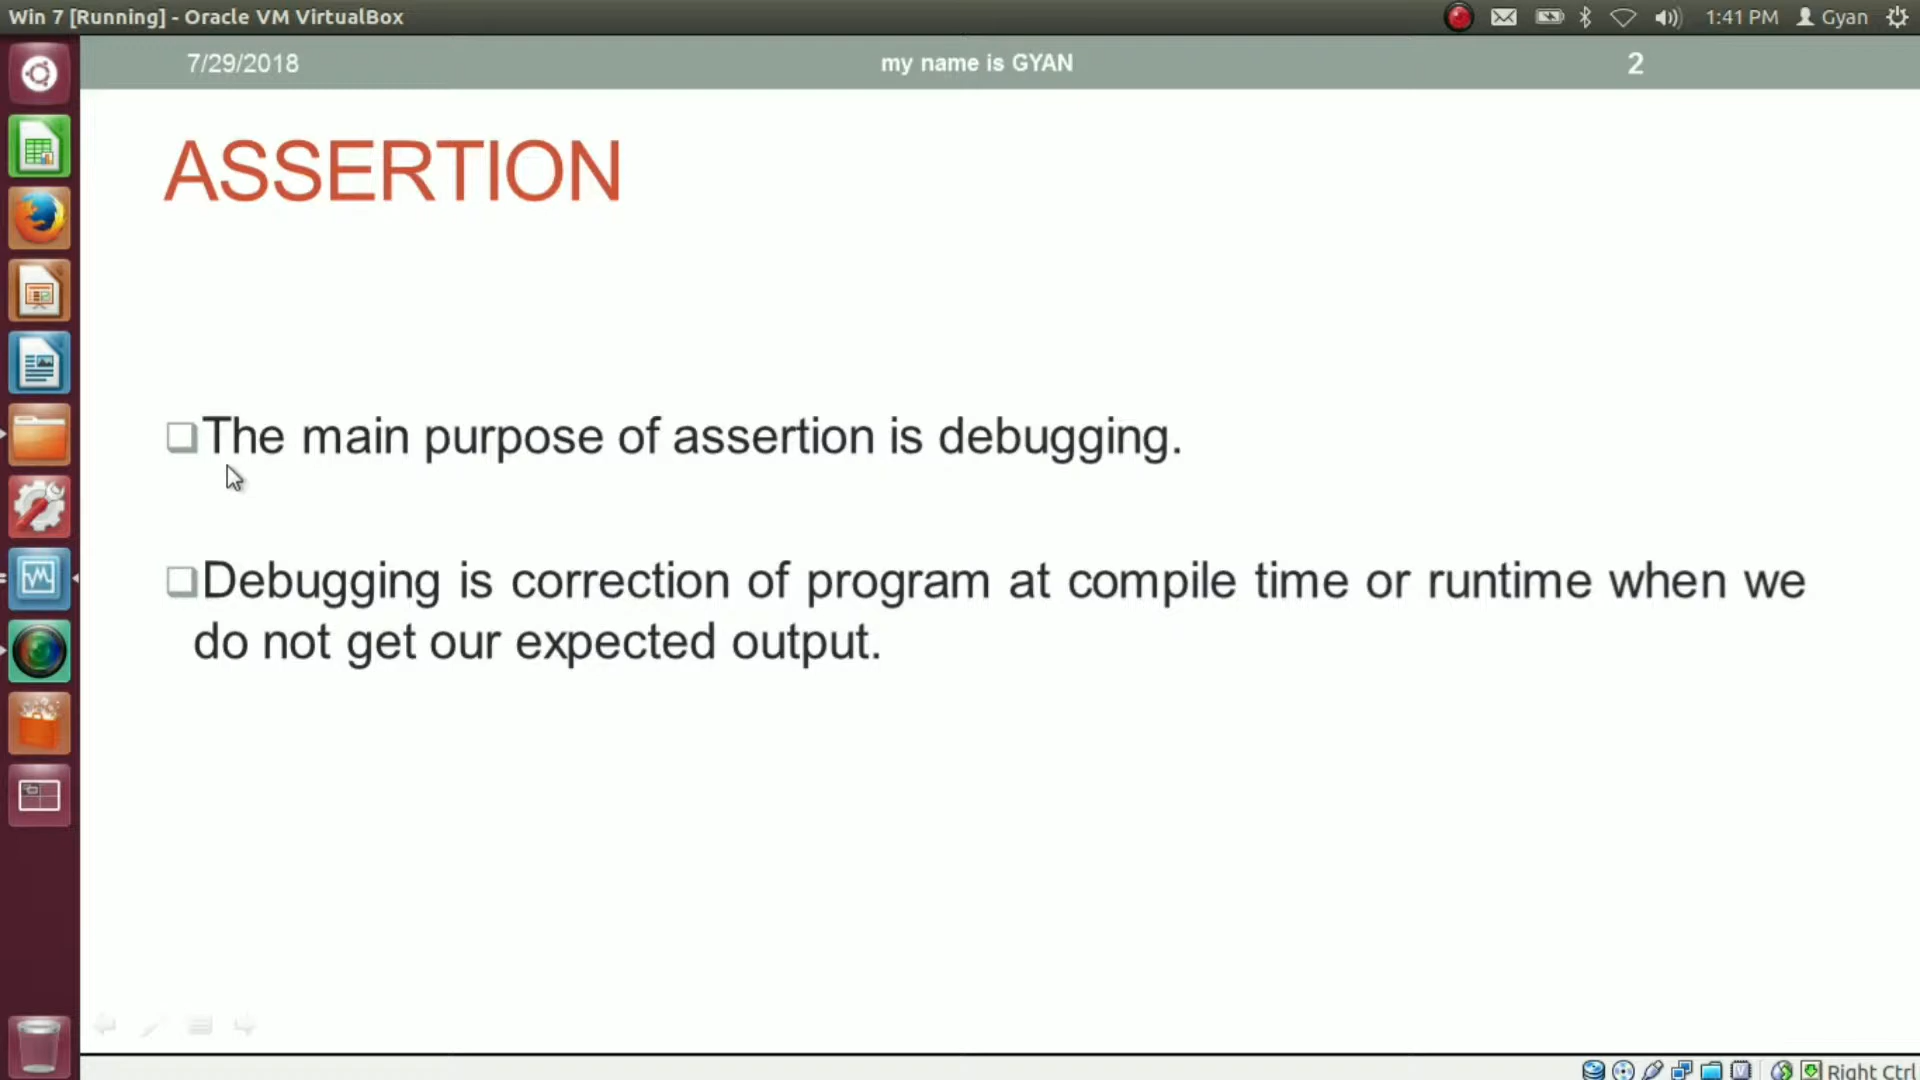 Win 7 [Running] - Oracle VM VirtualBox
1:41 PM
Gyan
7/29/2018
my name is GYAN
2
ASSERTION
The main purpose of assertion is debugging.
Debugging is correction of program at compile time or runtime when we
do not get our expected output.
Right Ctrl